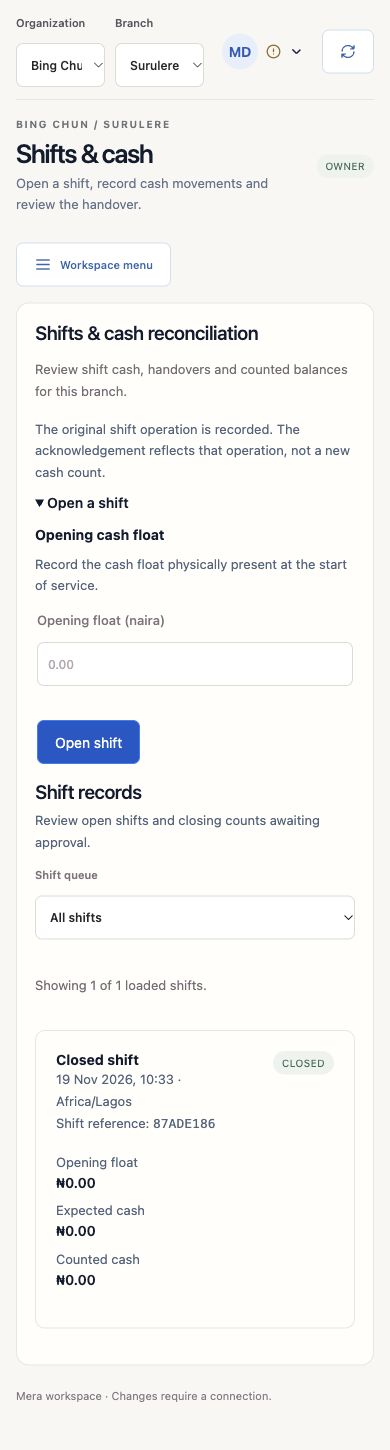 Organization
Branch
Bing Chu
Surulere
MD
BING CHUN / SURULERE
Shifts & cash
Open a shift, record cash movements and
review the handover.
OWNER
Workspace menu
Shifts & cash reconciliation
Review shift cash, handovers and counted balances
for this branch.
The original shift operation is recorded. The
acknowledgement reflects that operation, not a new
cash count.
▼ Open a shift
Opening cash float
Record the cash float physically present at the start
of service.
Opening float (naira)
0.00
Open shift
Shift records
Review open shifts and closing counts awaiting
approval.
Shift queue
All shifts
Showing 1 of 1 loaded shifts.
Closed shift
CLOSED
19 Nov 2026, 10:33 ·
Africa/Lagos
Shift reference: 87ADE186
Opening float
₦0.00
Expected cash
₦0.00
Counted cash
₦0.00
Mera workspace · Changes require a connection.